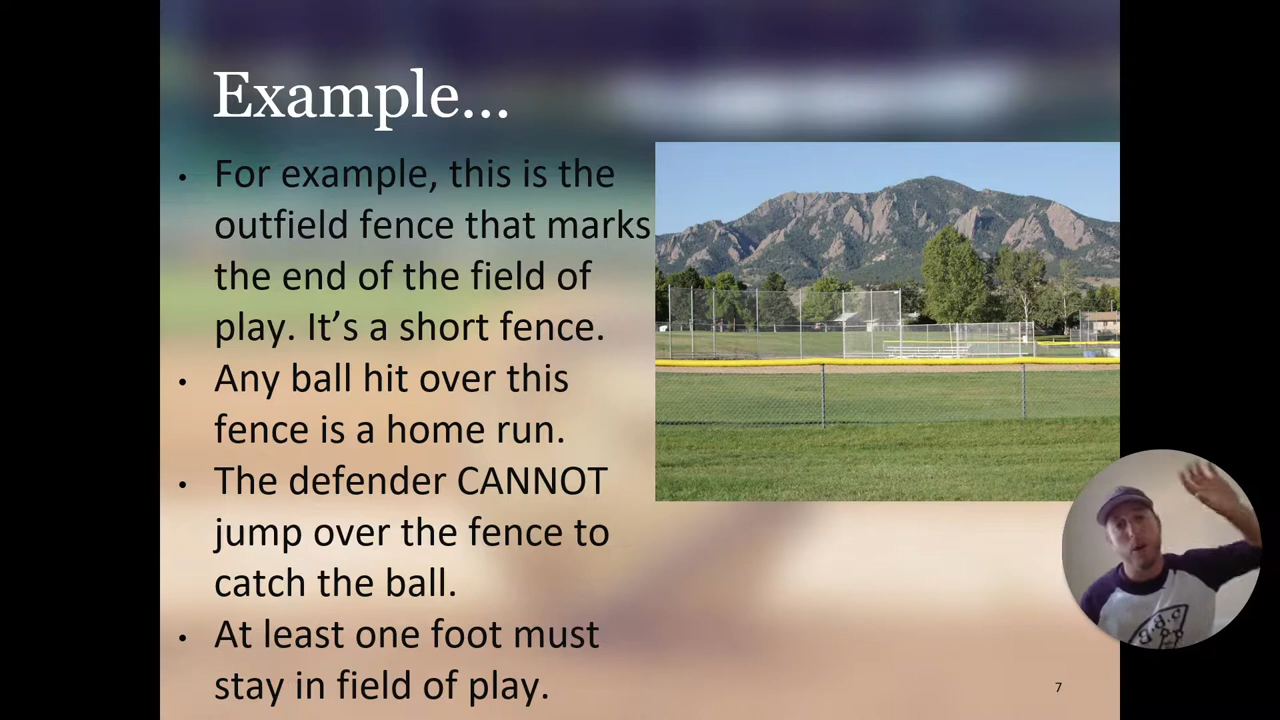 Example...
• For example, this is the
outfield fence that marks
the end of the field of
play. It’s a short fence.
• Any ball hit over this
fence is a home run.
• The defender CANNOT
jump over the fence to
catch the ball.
• At least one foot must
stay in field of play.
7